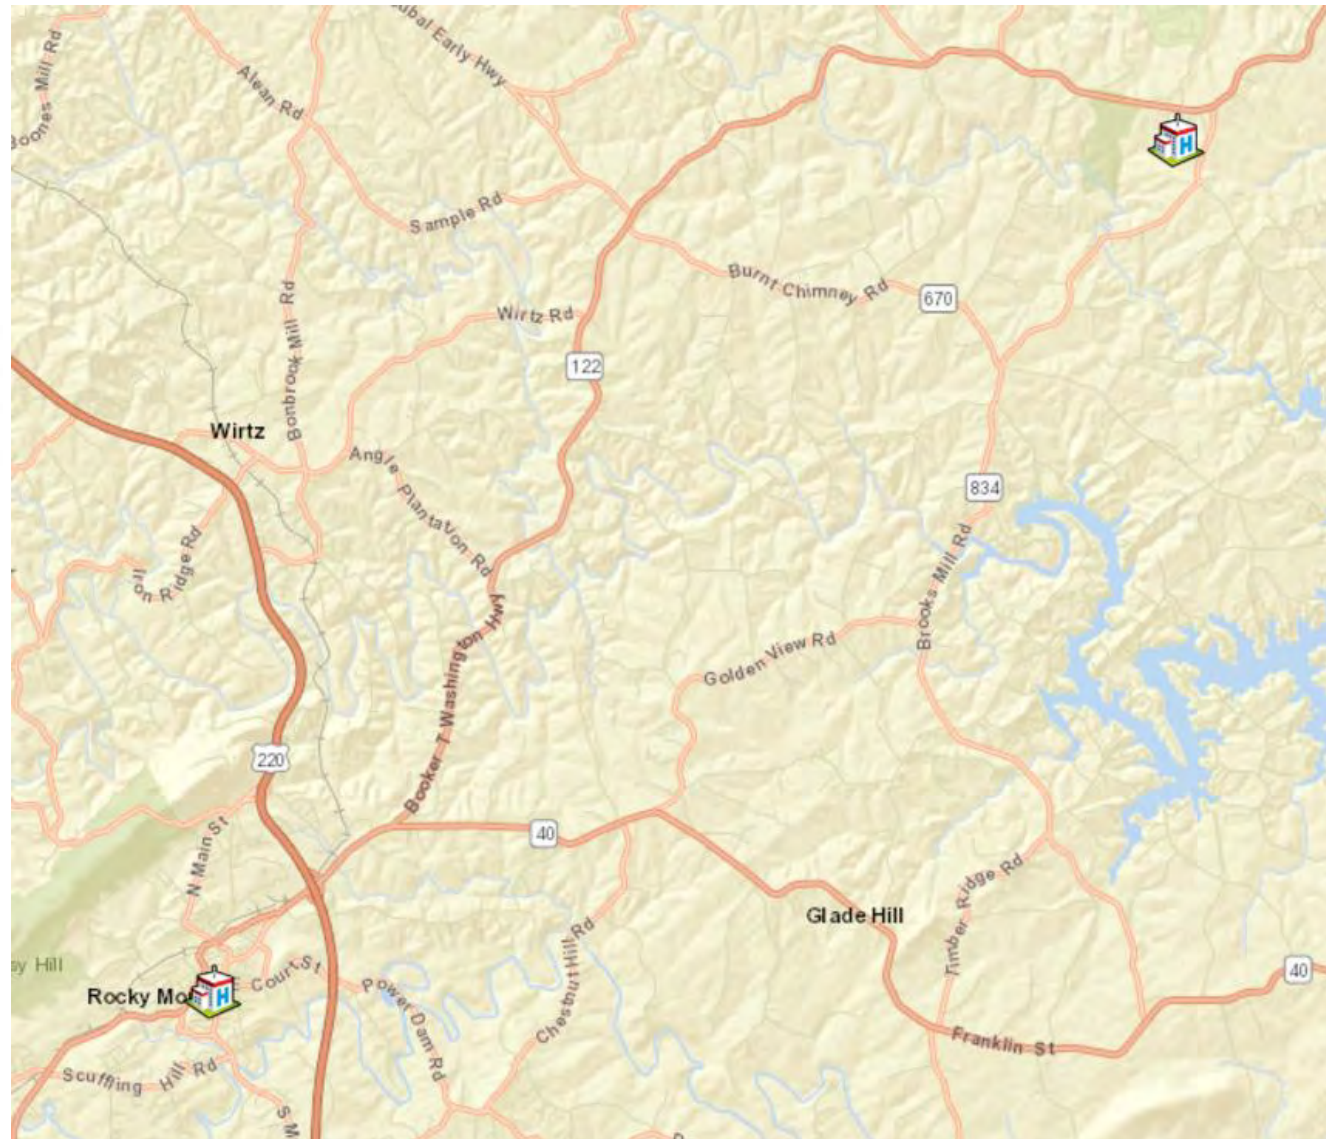 ubal Early Hwy
Boones Mill Rd
Alean Rd
H
Sample Rd
Burnt Chimney Rd
670
Bonbrook Mill Rd
Wirtz Rd
122
Wirtz
Angle Plantation Rd
834
Iron Ridge Rd
Brooks Mill Rd
Booker T Washington Hwy
Golden View Rd
220
40
N Main St
Timber Ridge Rd
Glade Hill
sy Hill
Court St
Chestnut Hill Rd
40
Rocky Mo
H
Power Dam Rd
Franklin St
Scuffling Hill Rd
S M